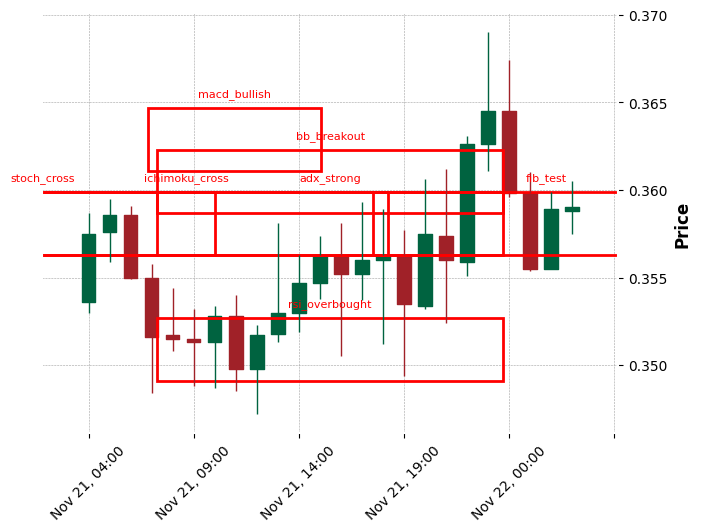 0.370
macd_bullish
0.365
bb_breakout
stoch_cross
ichimoku_cross
adx_strong
fib_test
0.360
Price
0.355
rsi_overbought
0.350
Nov 21, 04:00
Nov 21, 09:00
Nov 21, 14:00
Nov 21, 19:00
Nov 22, 00:00